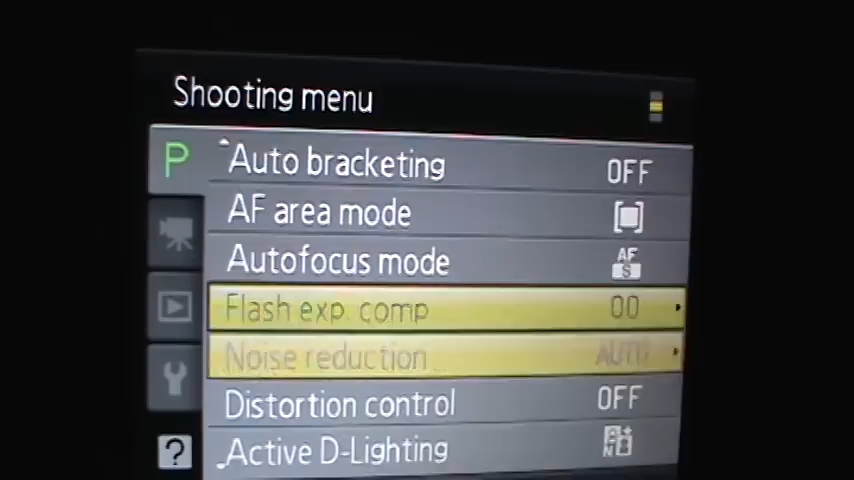 Shooting menu
P
Auto bracketing OFF
AF area mode
Autofocus mode AF S
Flash exp. comp 0.0
Noise reduction AUTO
Distortion control OFF
?
Active D-Lighting